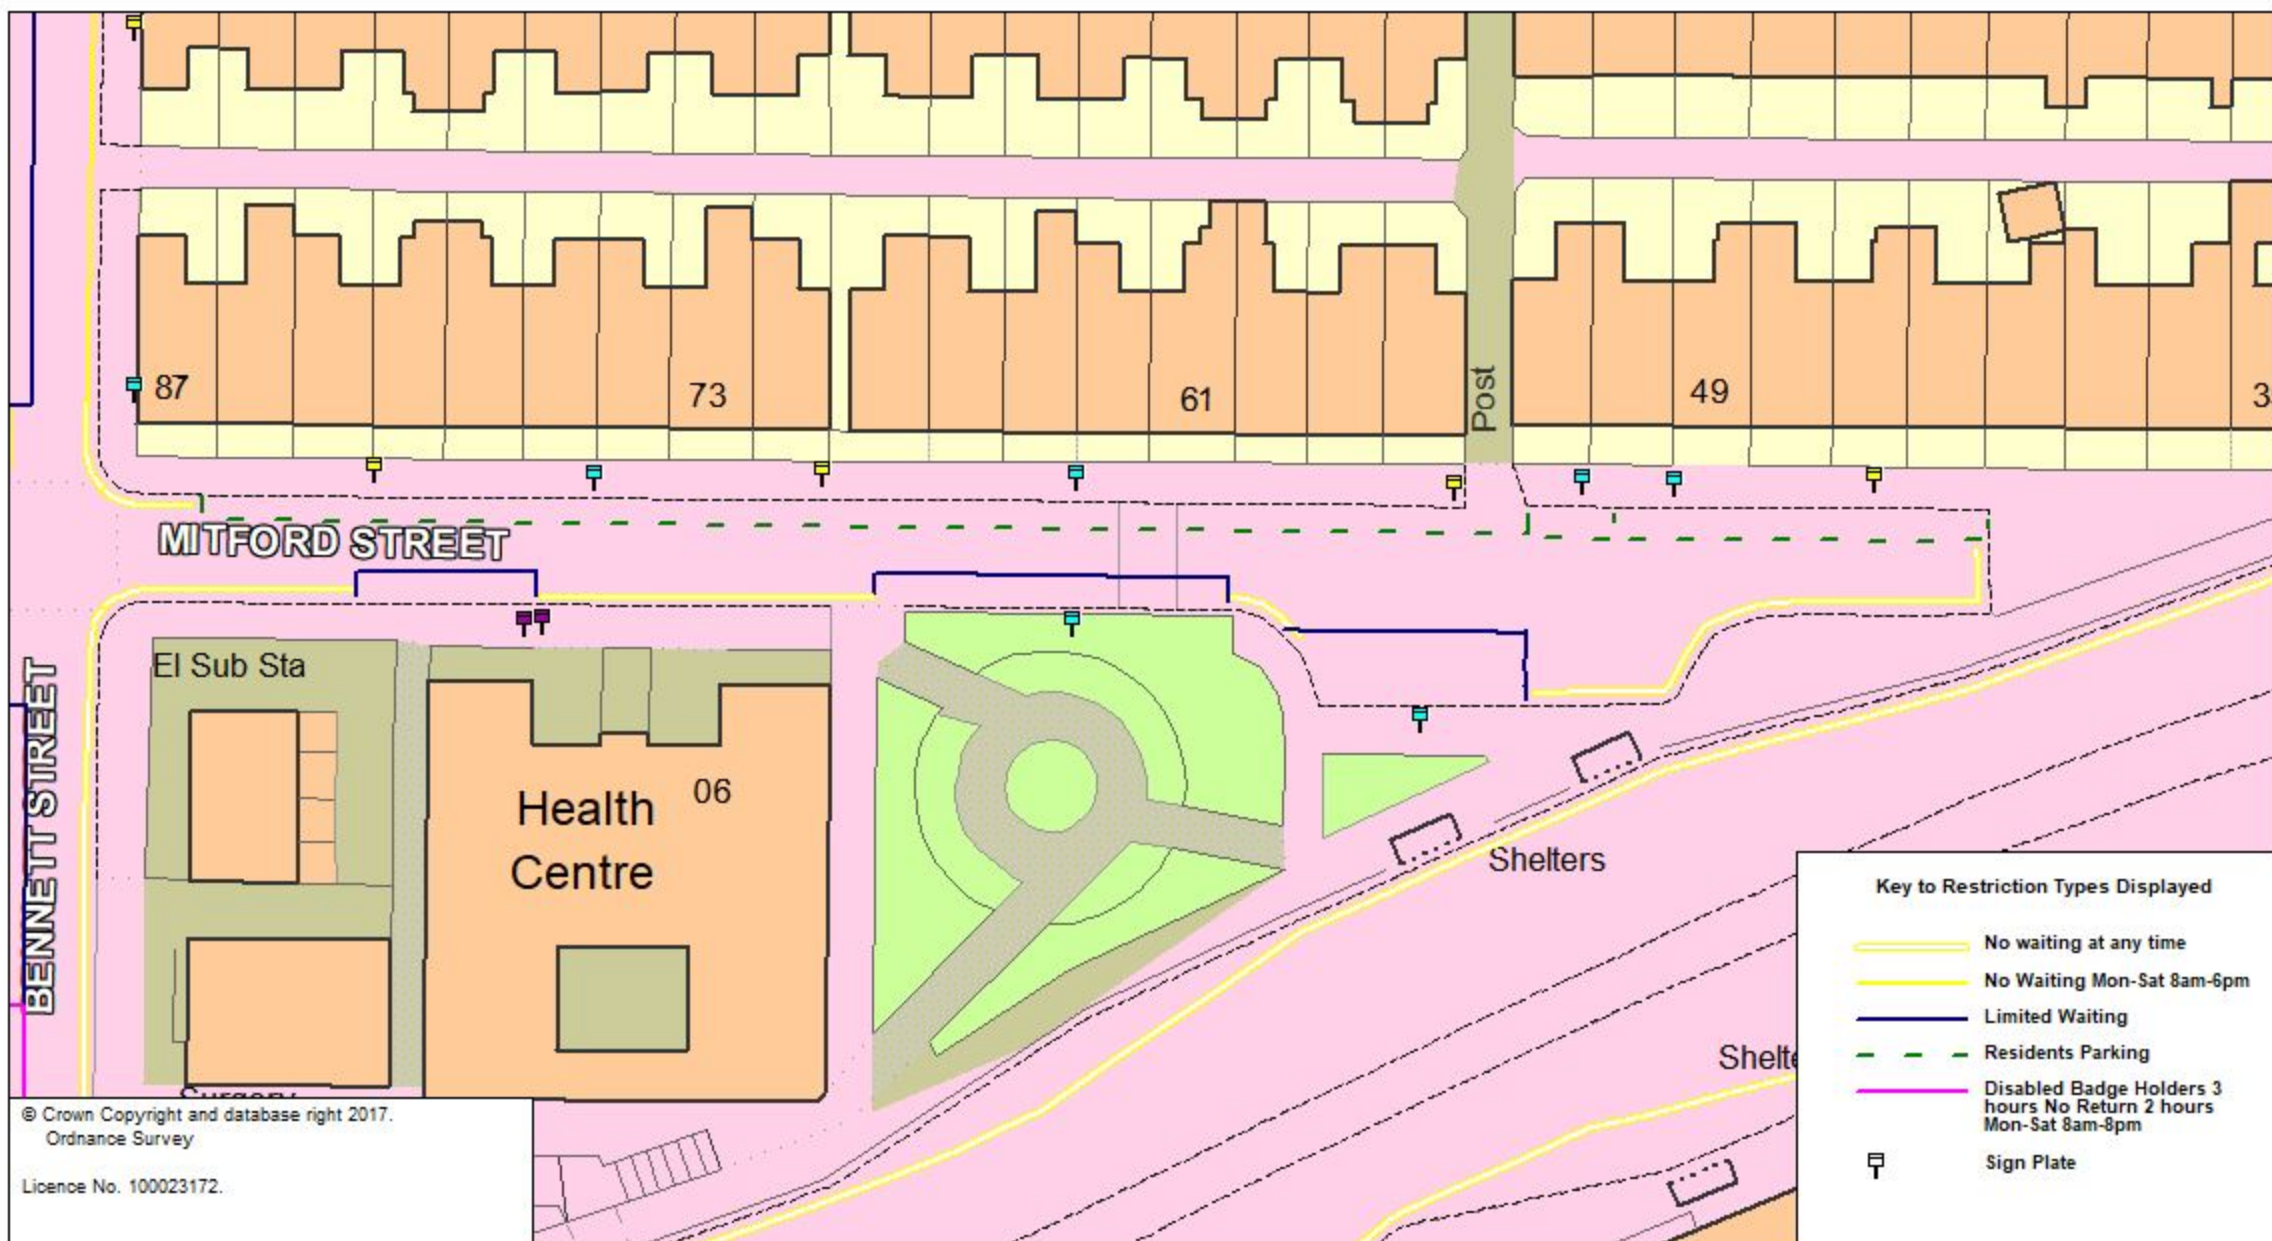 87
73
61
Post
49
3
MITFORD STREET
El Sub Sta
BENNETT STREET
06
Health
Centre
Shelters
Shelte
Surgery
© Crown Copyright and database right 2017.
Ordnance Survey
Licence No. 100023172.
Key to Restriction Types Displayed
No waiting at any time
No Waiting Mon-Sat 8am-6pm
Limited Waiting
Residents Parking
Disabled Badge Holders 3
hours No Return 2 hours
Mon-Sat 8am-8pm
Sign Plate